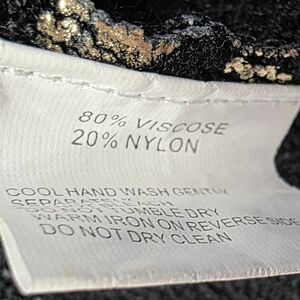 80% VISCOSE
20% NYLON
COOL HAND WASH GENTLY
SEPARATELY
TUMBLE DRY
WARM IRON ON REVERSE SIDE
DO NOT DRY CLEAN